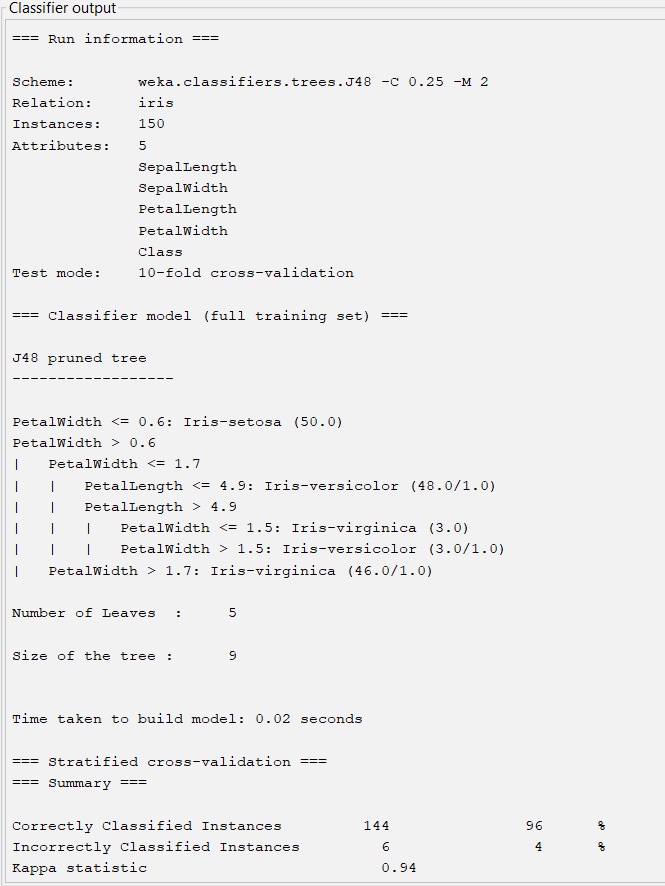 Classifier output
=== Run information ===
Scheme:       weka.classifiers.trees.J48 -C 0.25 -M 2
Relation:     iris
Instances:    150
Attributes:   5
              SepalLength
              SepalWidth
              PetalLength
              PetalWidth
              Class
Test mode:    10-fold cross-validation
=== Classifier model (full training set) ===
J48 pruned tree
------------------
PetalWidth <= 0.6: Iris-setosa (50.0)
PetalWidth > 0.6
|   PetalWidth <= 1.7
|   |   PetalLength <= 4.9: Iris-versicolor (48.0/1.0)
|   |   PetalLength > 4.9
|   |   |   PetalWidth <= 1.5: Iris-virginica (3.0)
|   |   |   PetalWidth > 1.5: Iris-versicolor (3.0/1.0)
|   PetalWidth > 1.7: Iris-virginica (46.0/1.0)
Number of Leaves  :     5
Size of the tree :      9
Time taken to build model: 0.02 seconds
=== Stratified cross-validation ===
=== Summary ===
Correctly Classified Instances         144               96      %
Incorrectly Classified Instances         6                4      %
Kappa statistic                          0.94